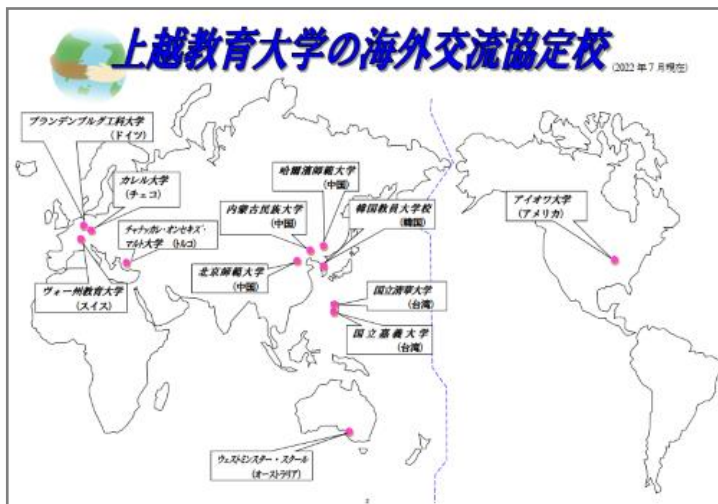 上越教育大学の海外交流協定校
(2022年7月現在)
ブランデンブルグ工科大学
(ドイツ)
カレル大学
(チェコ)
チャナッカレ・オンセキズ・
マルト大学 (トルコ)
ヴォー州教育大学
(スイス)
哈爾濱師範大学
(中国)
内蒙古民族大学
(中国)
韓国教員大学校
(韓国)
北京師範大学
(中国)
国立清華大学
(台湾)
国立嘉義大学
(台湾)
アイオワ大学
(アメリカ)
ウェストミンスター・スクール
(オーストラリア)